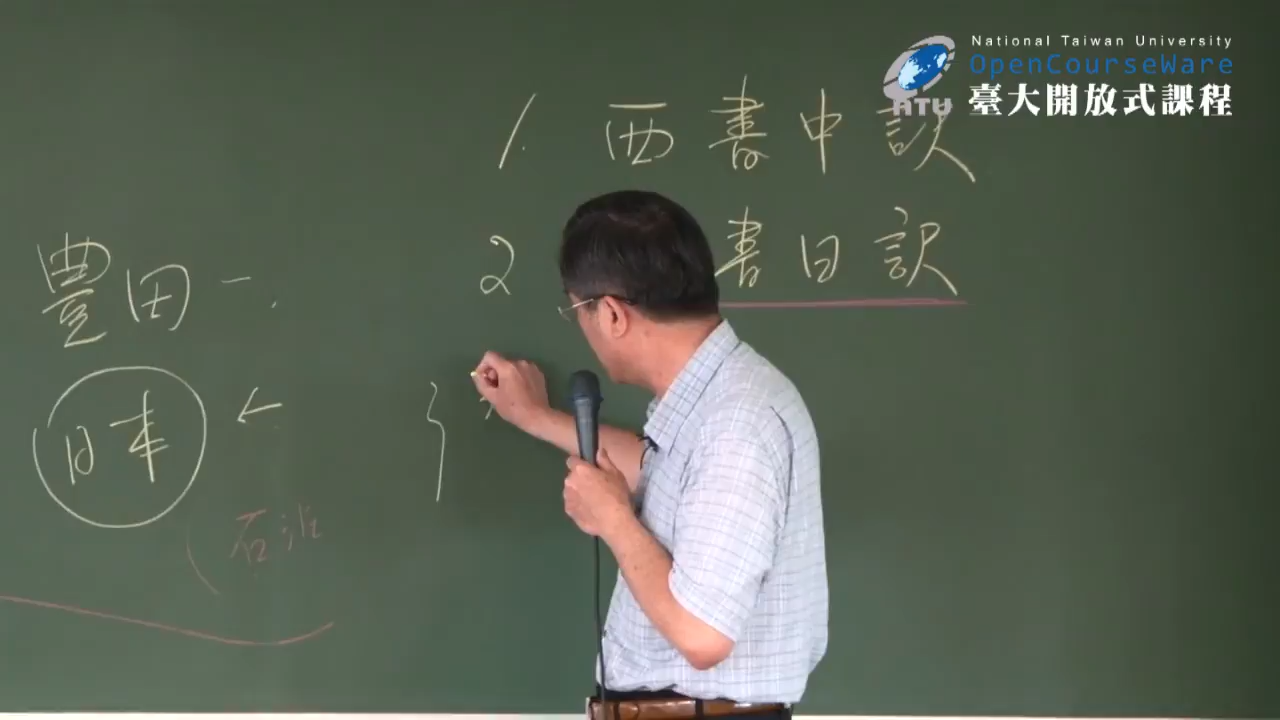 National Taiwan University
OpenCourseWare
臺大開放式課程
NTU
1. 西書中訳
2 書日訳
豊田一.
日本
石油